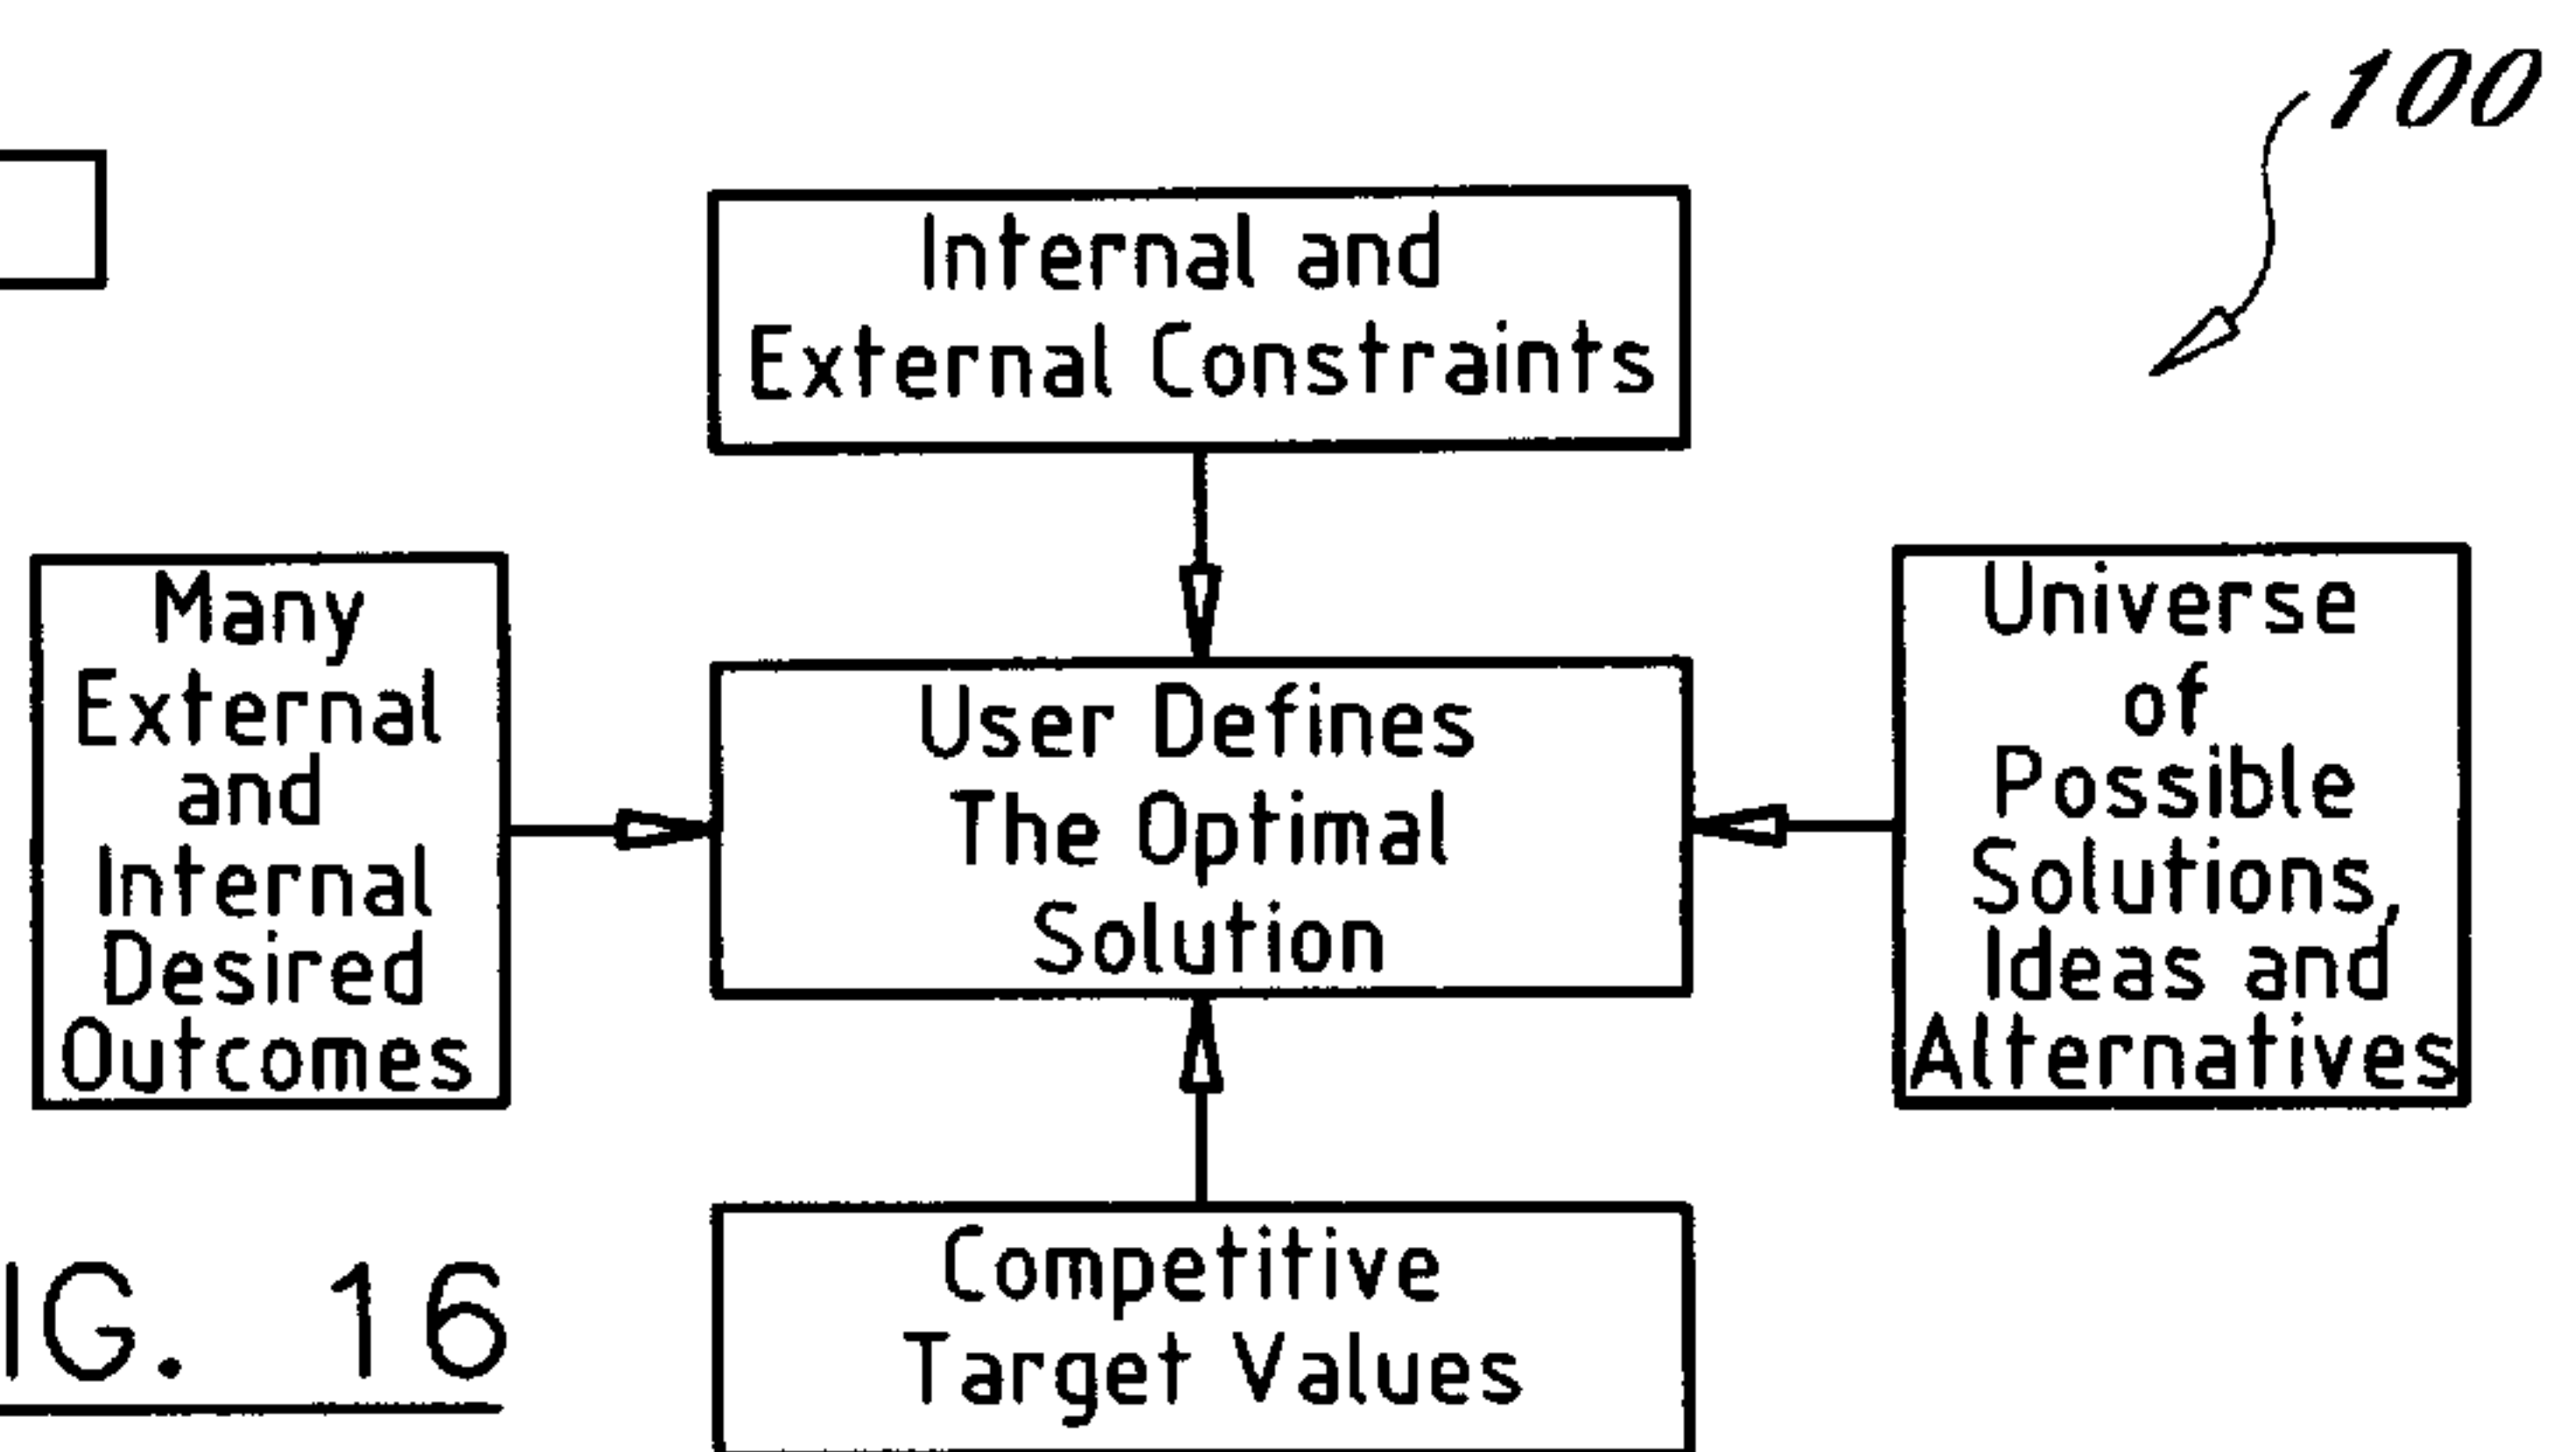 100
Internal and
External Constraints
Many
External
and
Internal
Desired
Outcomes
User Defines
The Optimal
Solution
Universe
of
Possible
Solutions,
Ideas and
Alternatives
Competitive
Target Values
IG. 16